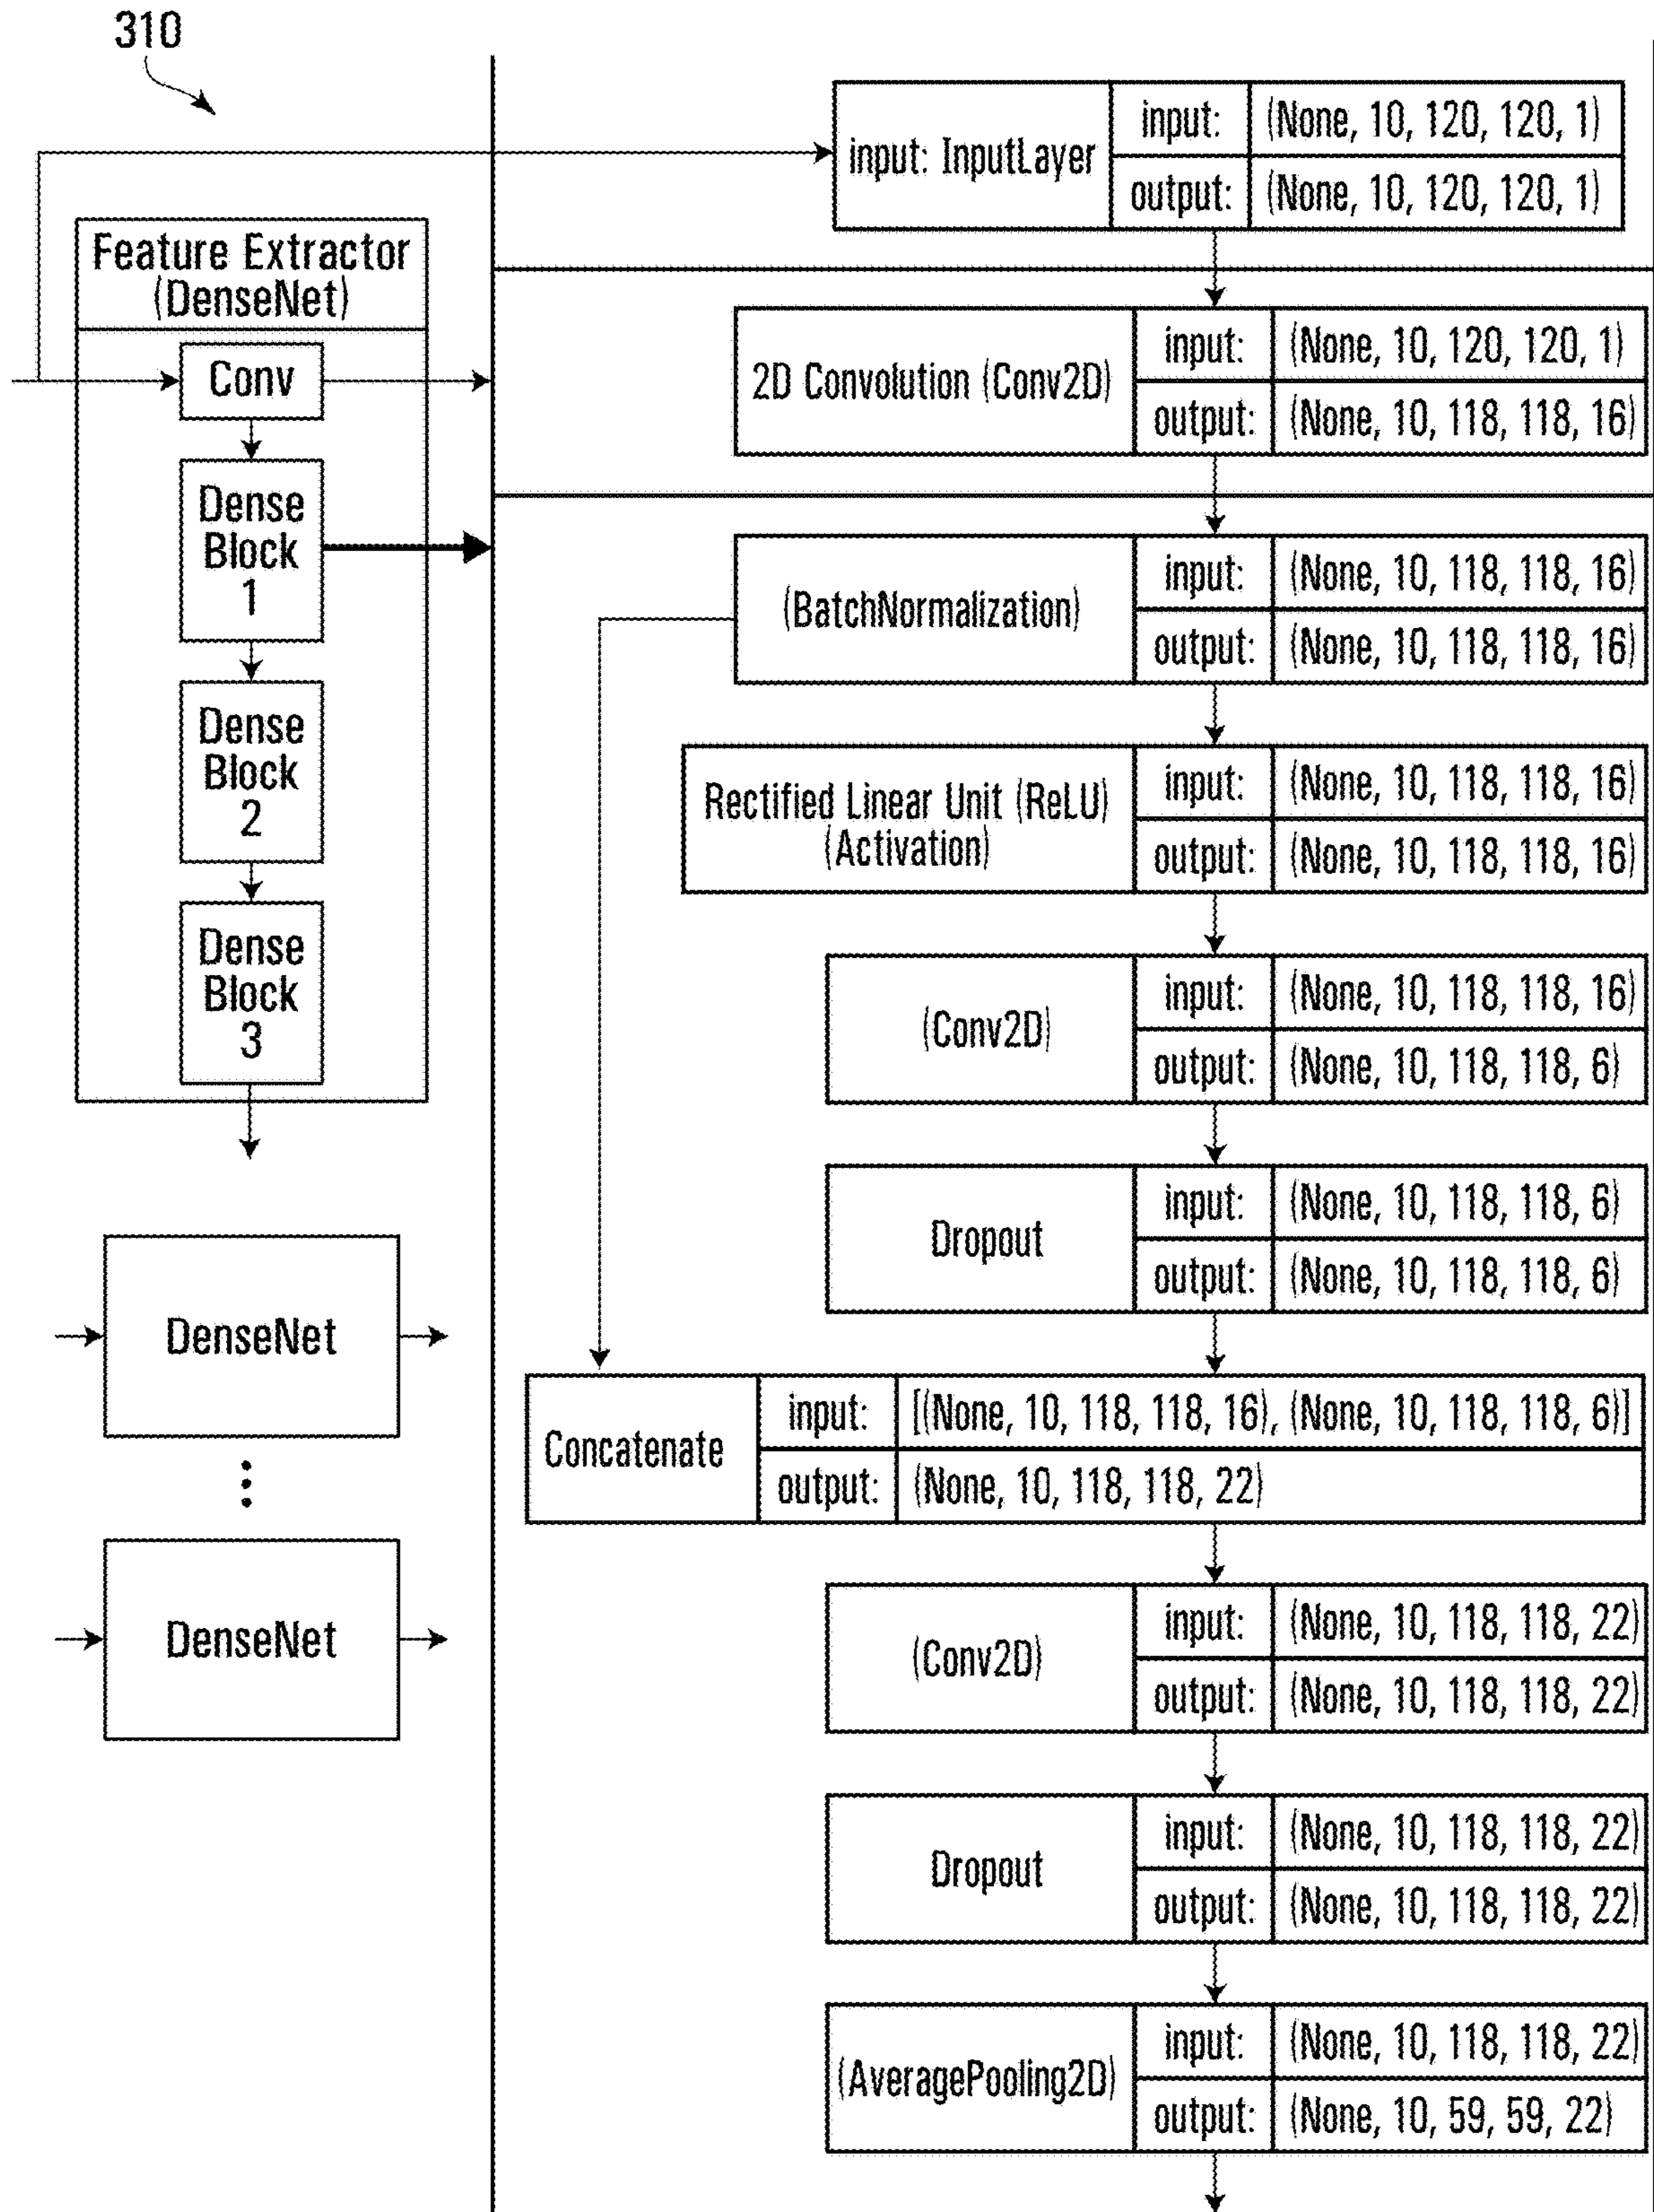 310
Feature Extractor
(DenseNet)
Conv
Dense
Block
1
Dense
Block
2
Dense
Block
3
DenseNet
DenseNet
input: InputLayer
input: (None, 10, 120, 120, 1)
output: (None, 10, 120, 120, 1)
2D Convolution (Conv2D)
input: (None, 10, 120, 120, 1)
output: (None, 10, 118, 118, 16)
(BatchNormalization)
input: (None, 10, 118, 118, 16)
output: (None, 10, 118, 118, 16)
Rectified Linear Unit (ReLU)
(Activation)
input: (None, 10, 118, 118, 16)
output: (None, 10, 118, 118, 16)
(Conv2D)
input: (None, 10, 118, 118, 16)
output: (None, 10, 118, 118, 6)
Dropout
input: (None, 10, 118, 118, 6)
output: (None, 10, 118, 118, 6)
Concatenate
input: [(None, 10, 118, 118, 16), (None, 10, 118, 118, 6)]
output: (None, 10, 118, 118, 22)
(Conv2D)
input: (None, 10, 118, 118, 22)
output: (None, 10, 118, 118, 22)
Dropout
input: (None, 10, 118, 118, 22)
output: (None, 10, 118, 118, 22)
(AveragePooling2D)
input: (None, 10, 118, 118, 22)
output: (None, 10, 59, 59, 22)